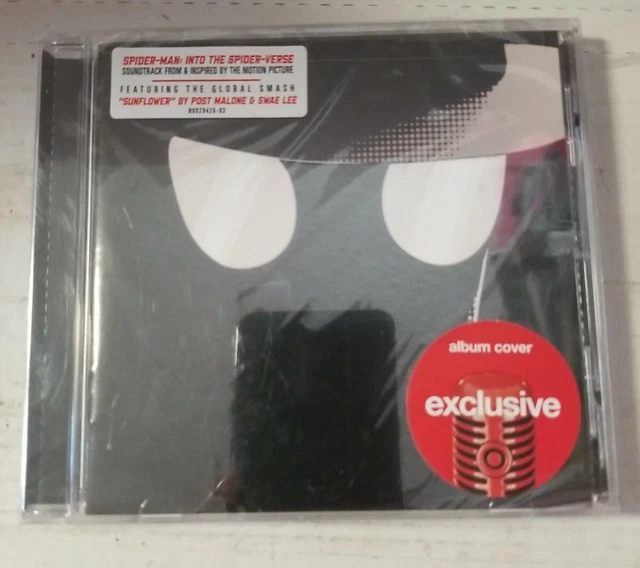 SPIDER-MAN: INTO THE SPIDER-VERSE
SOUNDTRACK FROM & INSPIRED BY THE MOTION PICTURE
FEATURING THE GLOBAL SMASH
"SUNFLOWER" BY POST MALONE & SWAE LEE
album cover
exclusive